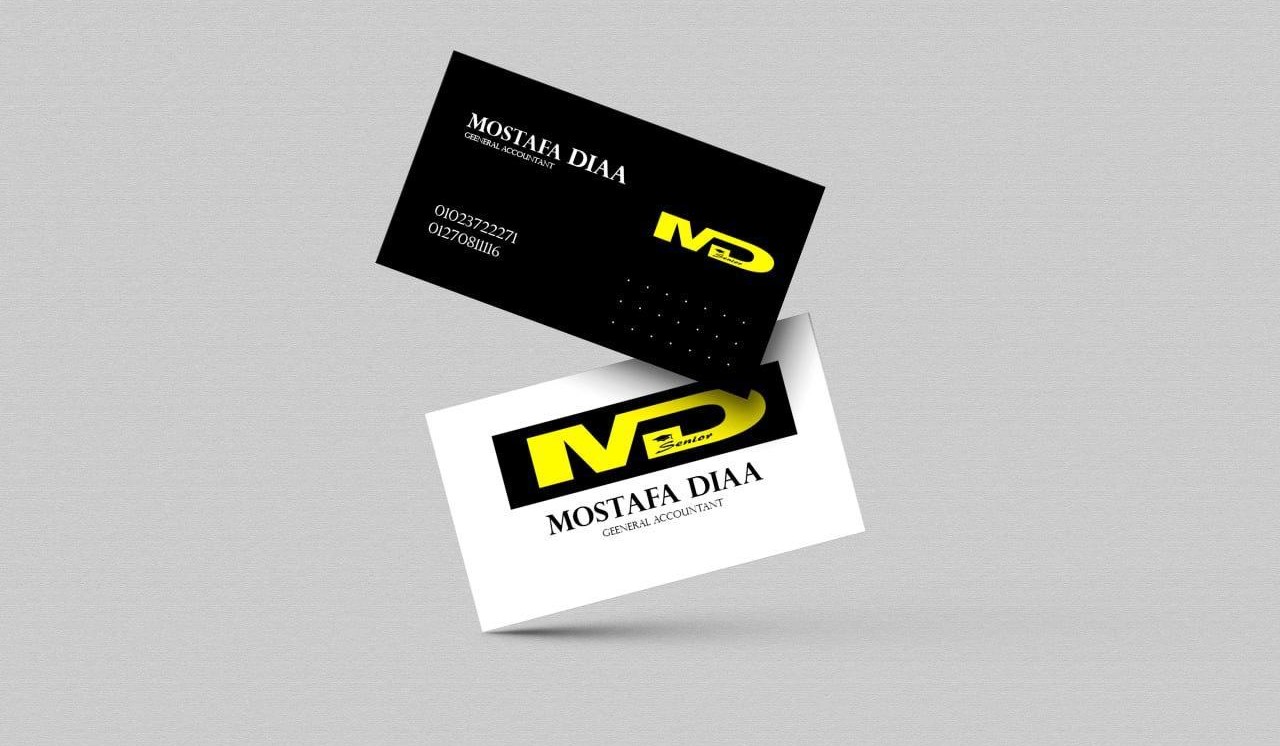 MOSTAFA DIAA
GEENERAL ACCOUNTANT
01023722271
01270811116
MD
Senior
MD
Senior
MOSTAFA DIAA
GEENERAL ACCOUNTANT